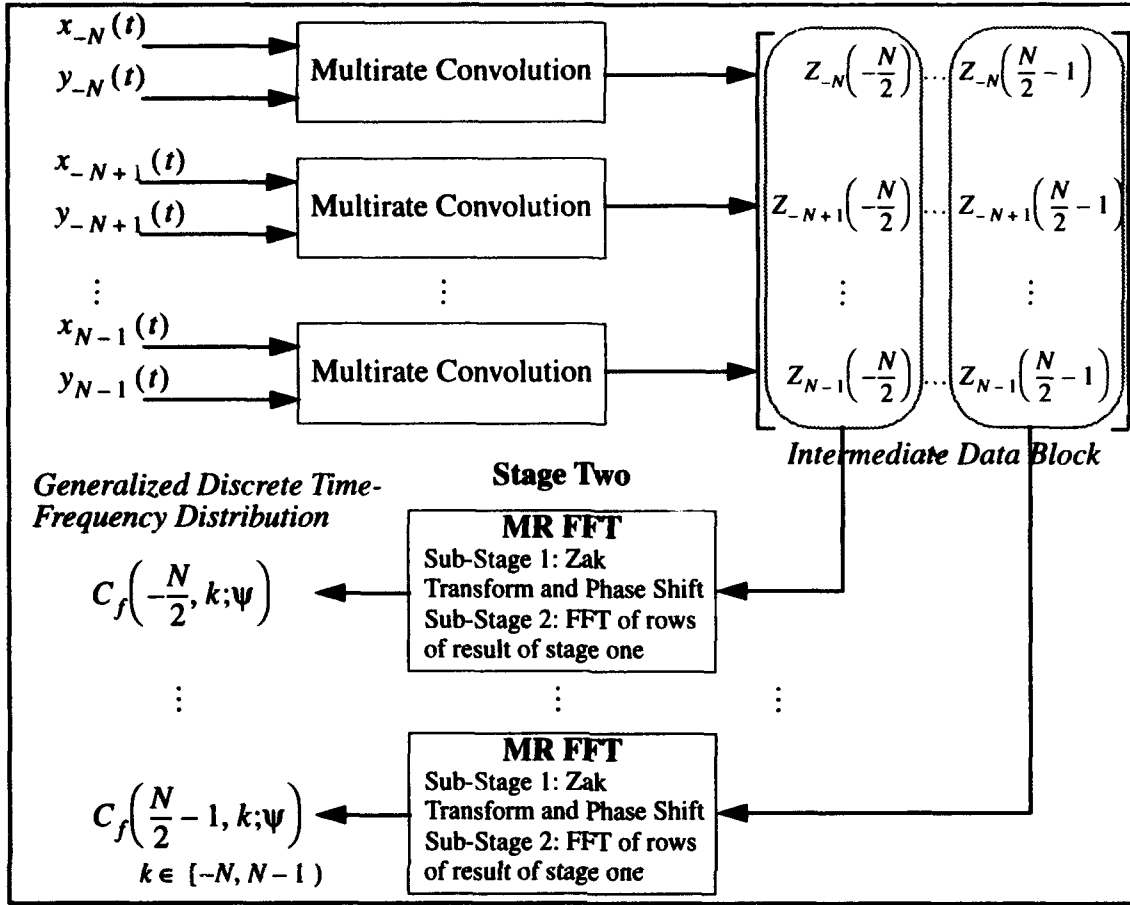 x_{-N}(t)
y_{-N}(t)
Multirate Convolution
Z_{-N}(-N/2) ... Z_{-N}(N/2 - 1)
x_{-N+1}(t)
y_{-N+1}(t)
Multirate Convolution
Z_{-N+1}(-N/2) ... Z_{-N+1}(N/2 - 1)
⋮ ⋮ ⋮ ⋮
x_{N-1}(t)
y_{N-1}(t)
Multirate Convolution
Z_{N-1}(-N/2) ... Z_{N-1}(N/2 - 1)
Intermediate Data Block
Generalized Discrete Time-
Frequency Distribution
Stage Two
MR FFT
Sub-Stage 1: Zak
Transform and Phase Shift
Sub-Stage 2: FFT of rows
of result of stage one
C_f(-N/2, k;ψ)
⋮ ⋮ ⋮
MR FFT
Sub-Stage 1: Zak
Transform and Phase Shift
Sub-Stage 2: FFT of rows
of result of stage one
C_f(N/2 - 1, k;ψ)
k ∈ [-N, N-1)